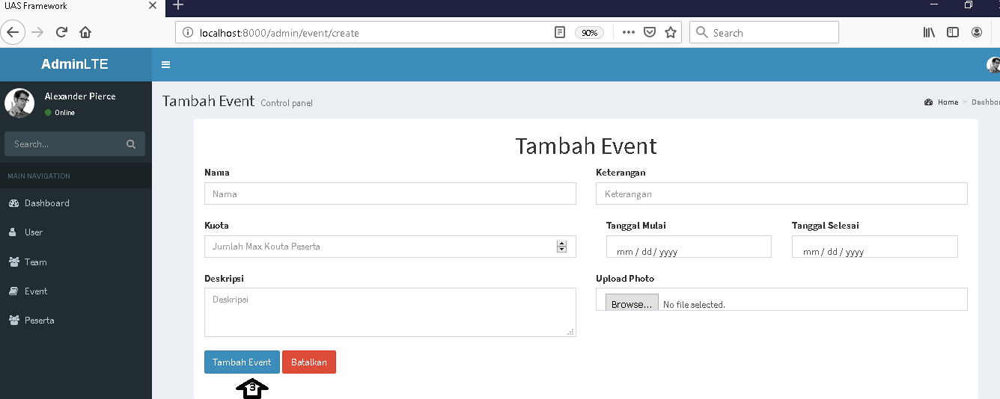 UAS Framework
localhost:8000/admin/event/create
90%
Search
AdminLTE
Alexander Pierce
Online
Search...
MAIN NAVIGATION
Dashboard
User
Team
Event
Peserta
Tambah Event Control panel
Home > Dashbo
Tambah Event
Nama
Nama
Keterangan
Keterangan
Kuota
Jumlah Max Kouta Peserta
Tanggal Mulai
mm / dd / yyyy
Tanggal Selesai
mm / dd / yyyy
Deskripsi
Deskripsi
Upload Photo
Browse... No file selected.
Tambah Event Batalkan
3